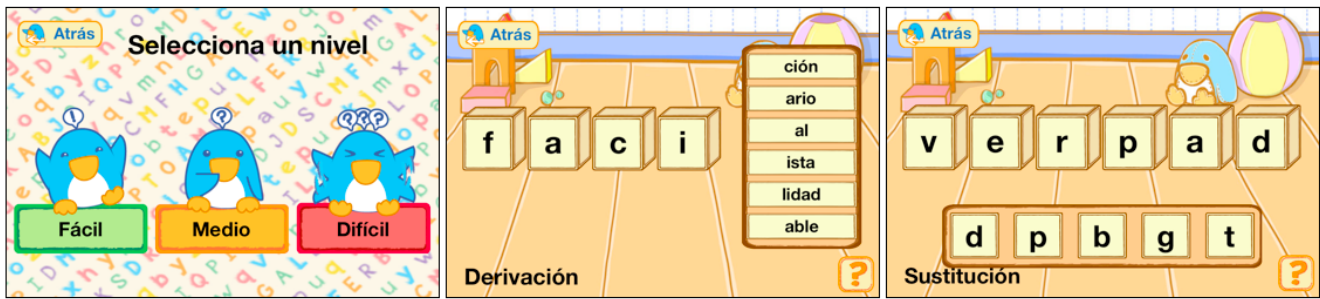 Atrás
Selecciona un nivel
!
?
???
Fácil
Medio
Difícil
Atrás
f a c i
ción
ario
al
ista
lidad
able
Derivación
?
Atrás
v e r p a d
d p b g t
Sustitución
?